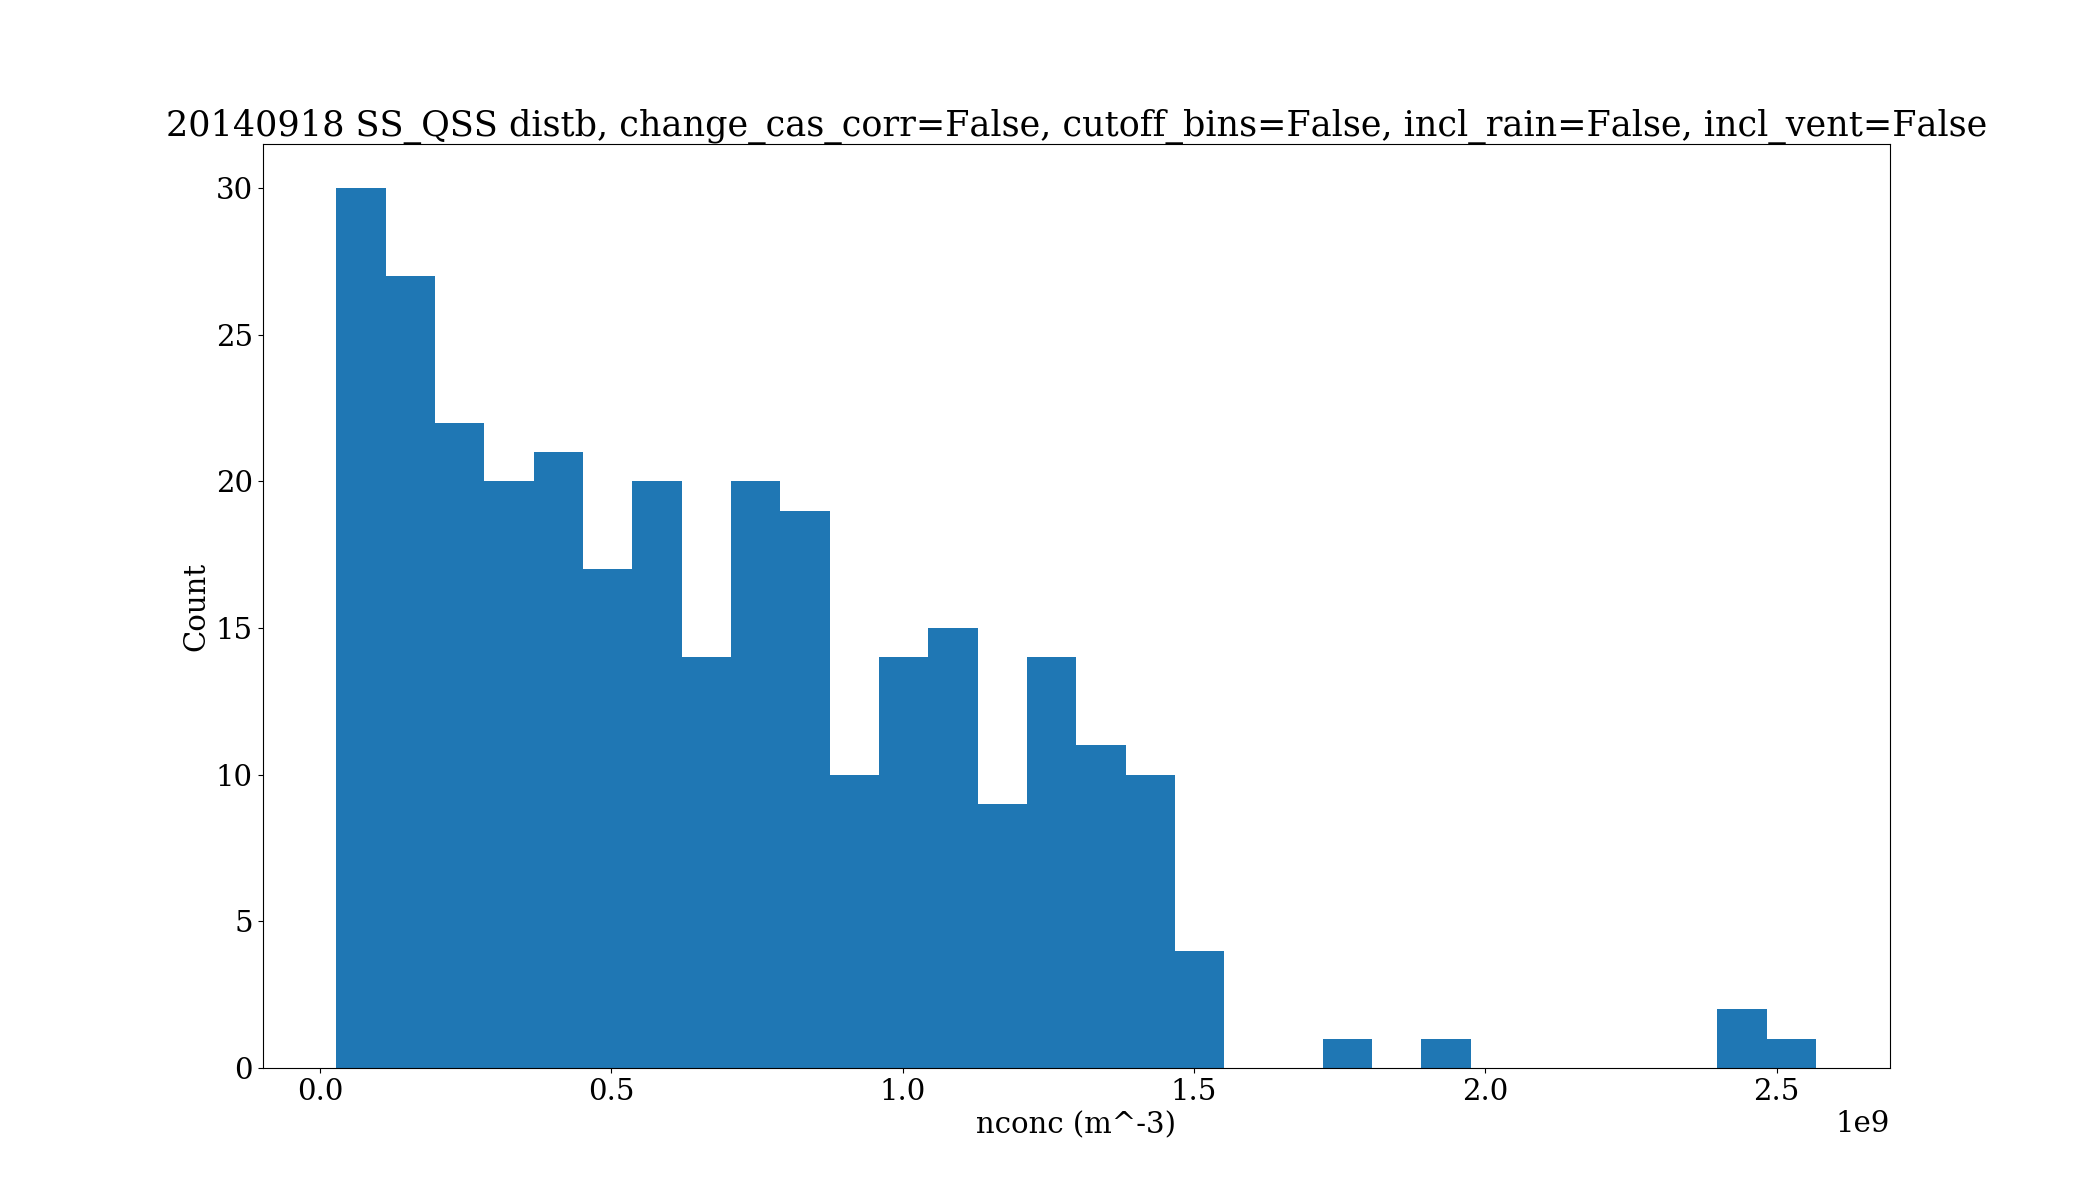 20140918 SS_QSS distb, change_cas_corr=False, cutoff_bins=False, incl_rain=False, incl_vent=False
30
25
20
15
10
5
0
Count
0.0 0.5 1.0 1.5 2.0 2.5
nconc (m^-3) 1e9